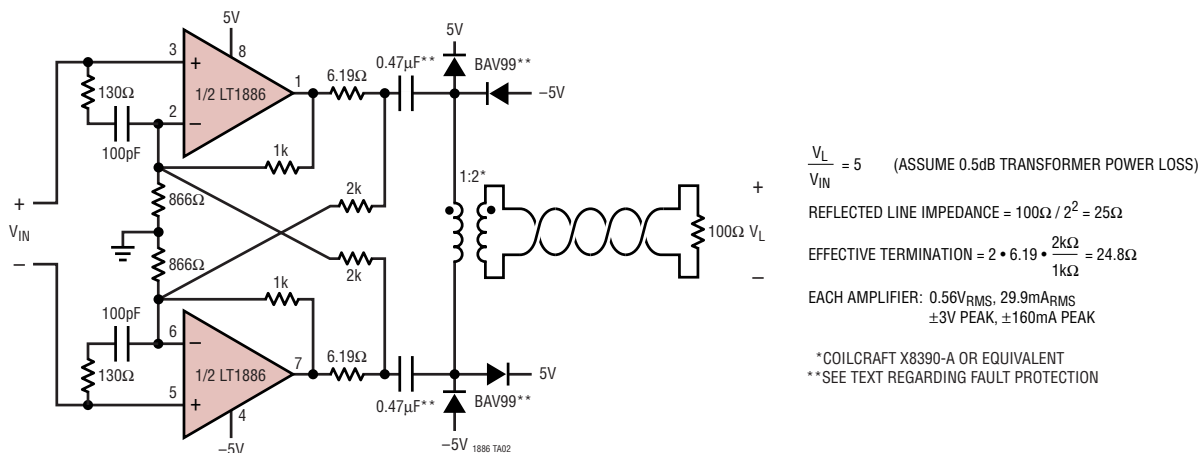 5V
8
3
+
130Ω
2
−
1/2 LT1886
1
6.19Ω
0.47µF**
5V
BAV99**
−5V
100pF
1k
866Ω
2k
1:2*
+
V_IN
−
866Ω
2k
1k
100Ω V_L
+
−
100pF
130Ω
6
−
5
+
1/2 LT1886
7
4
−5V
6.19Ω
0.47µF**
5V
BAV99**
−5V
1886 TA02
V_L
V_IN
= 5 (ASSUME 0.5dB TRANSFORMER POWER LOSS)
REFLECTED LINE IMPEDANCE = 100Ω / 2² = 25Ω
EFFECTIVE TERMINATION = 2 • 6.19 • 2kΩ / 1kΩ = 24.8Ω
EACH AMPLIFIER: 0.56V_RMS, 29.9mA_RMS
±3V PEAK, ±160mA PEAK
*COILCRAFT X8390-A OR EQUIVALENT
**SEE TEXT REGARDING FAULT PROTECTION